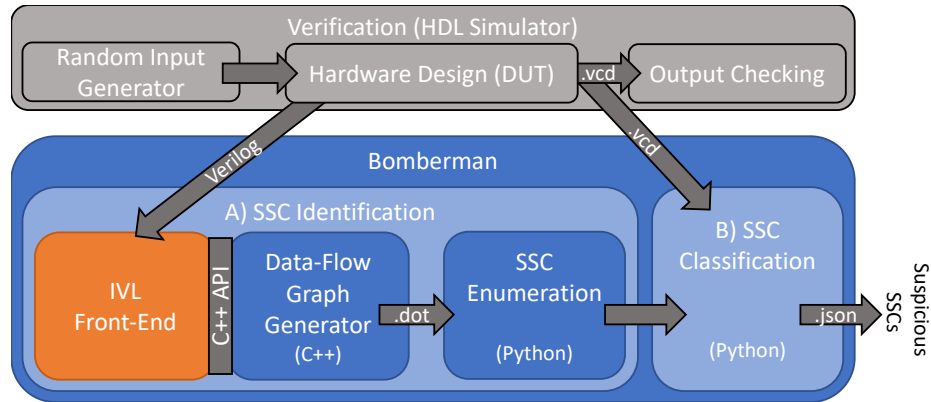 Verification (HDL Simulator)
Random Input
Generator
Hardware Design (DUT)
.vcd
Output Checking
Verilog
.vcd
Bomberman
A) SSC Identification
IVL
Front-End
C++ API
Data-Flow
Graph
Generator
(C++)
.dot
SSC
Enumeration
(Python)
B) SSC
Classification
(Python)
.json
Suspicious
SSCs